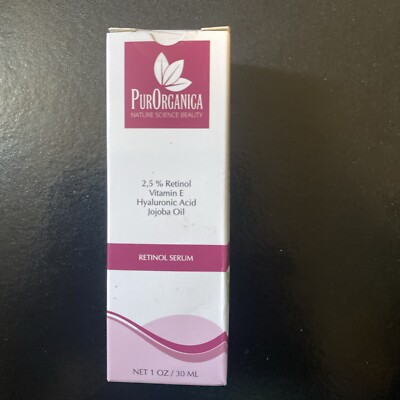 PURORGANICA
NATURE SCIENCE BEAUTY
2,5 % Retinol
Vitamin E
Hyaluronic Acid
Jojoba Oil
RETINOL SERUM
NET 1 OZ / 30 ML